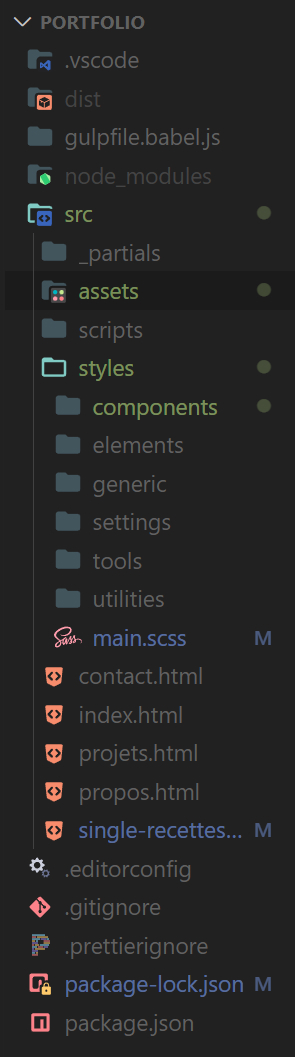 PORTFOLIO
.vscode
dist
gulpfile.babel.js
node_modules
src
_partials
assets
scripts
styles
components
elements
generic
settings
tools
utilities
Sass main.scss M
contact.html
index.html
projets.html
propos.html
single-recettes... M
.editorconfig
.gitignore
.prettierignore
package-lock.json M
package.json